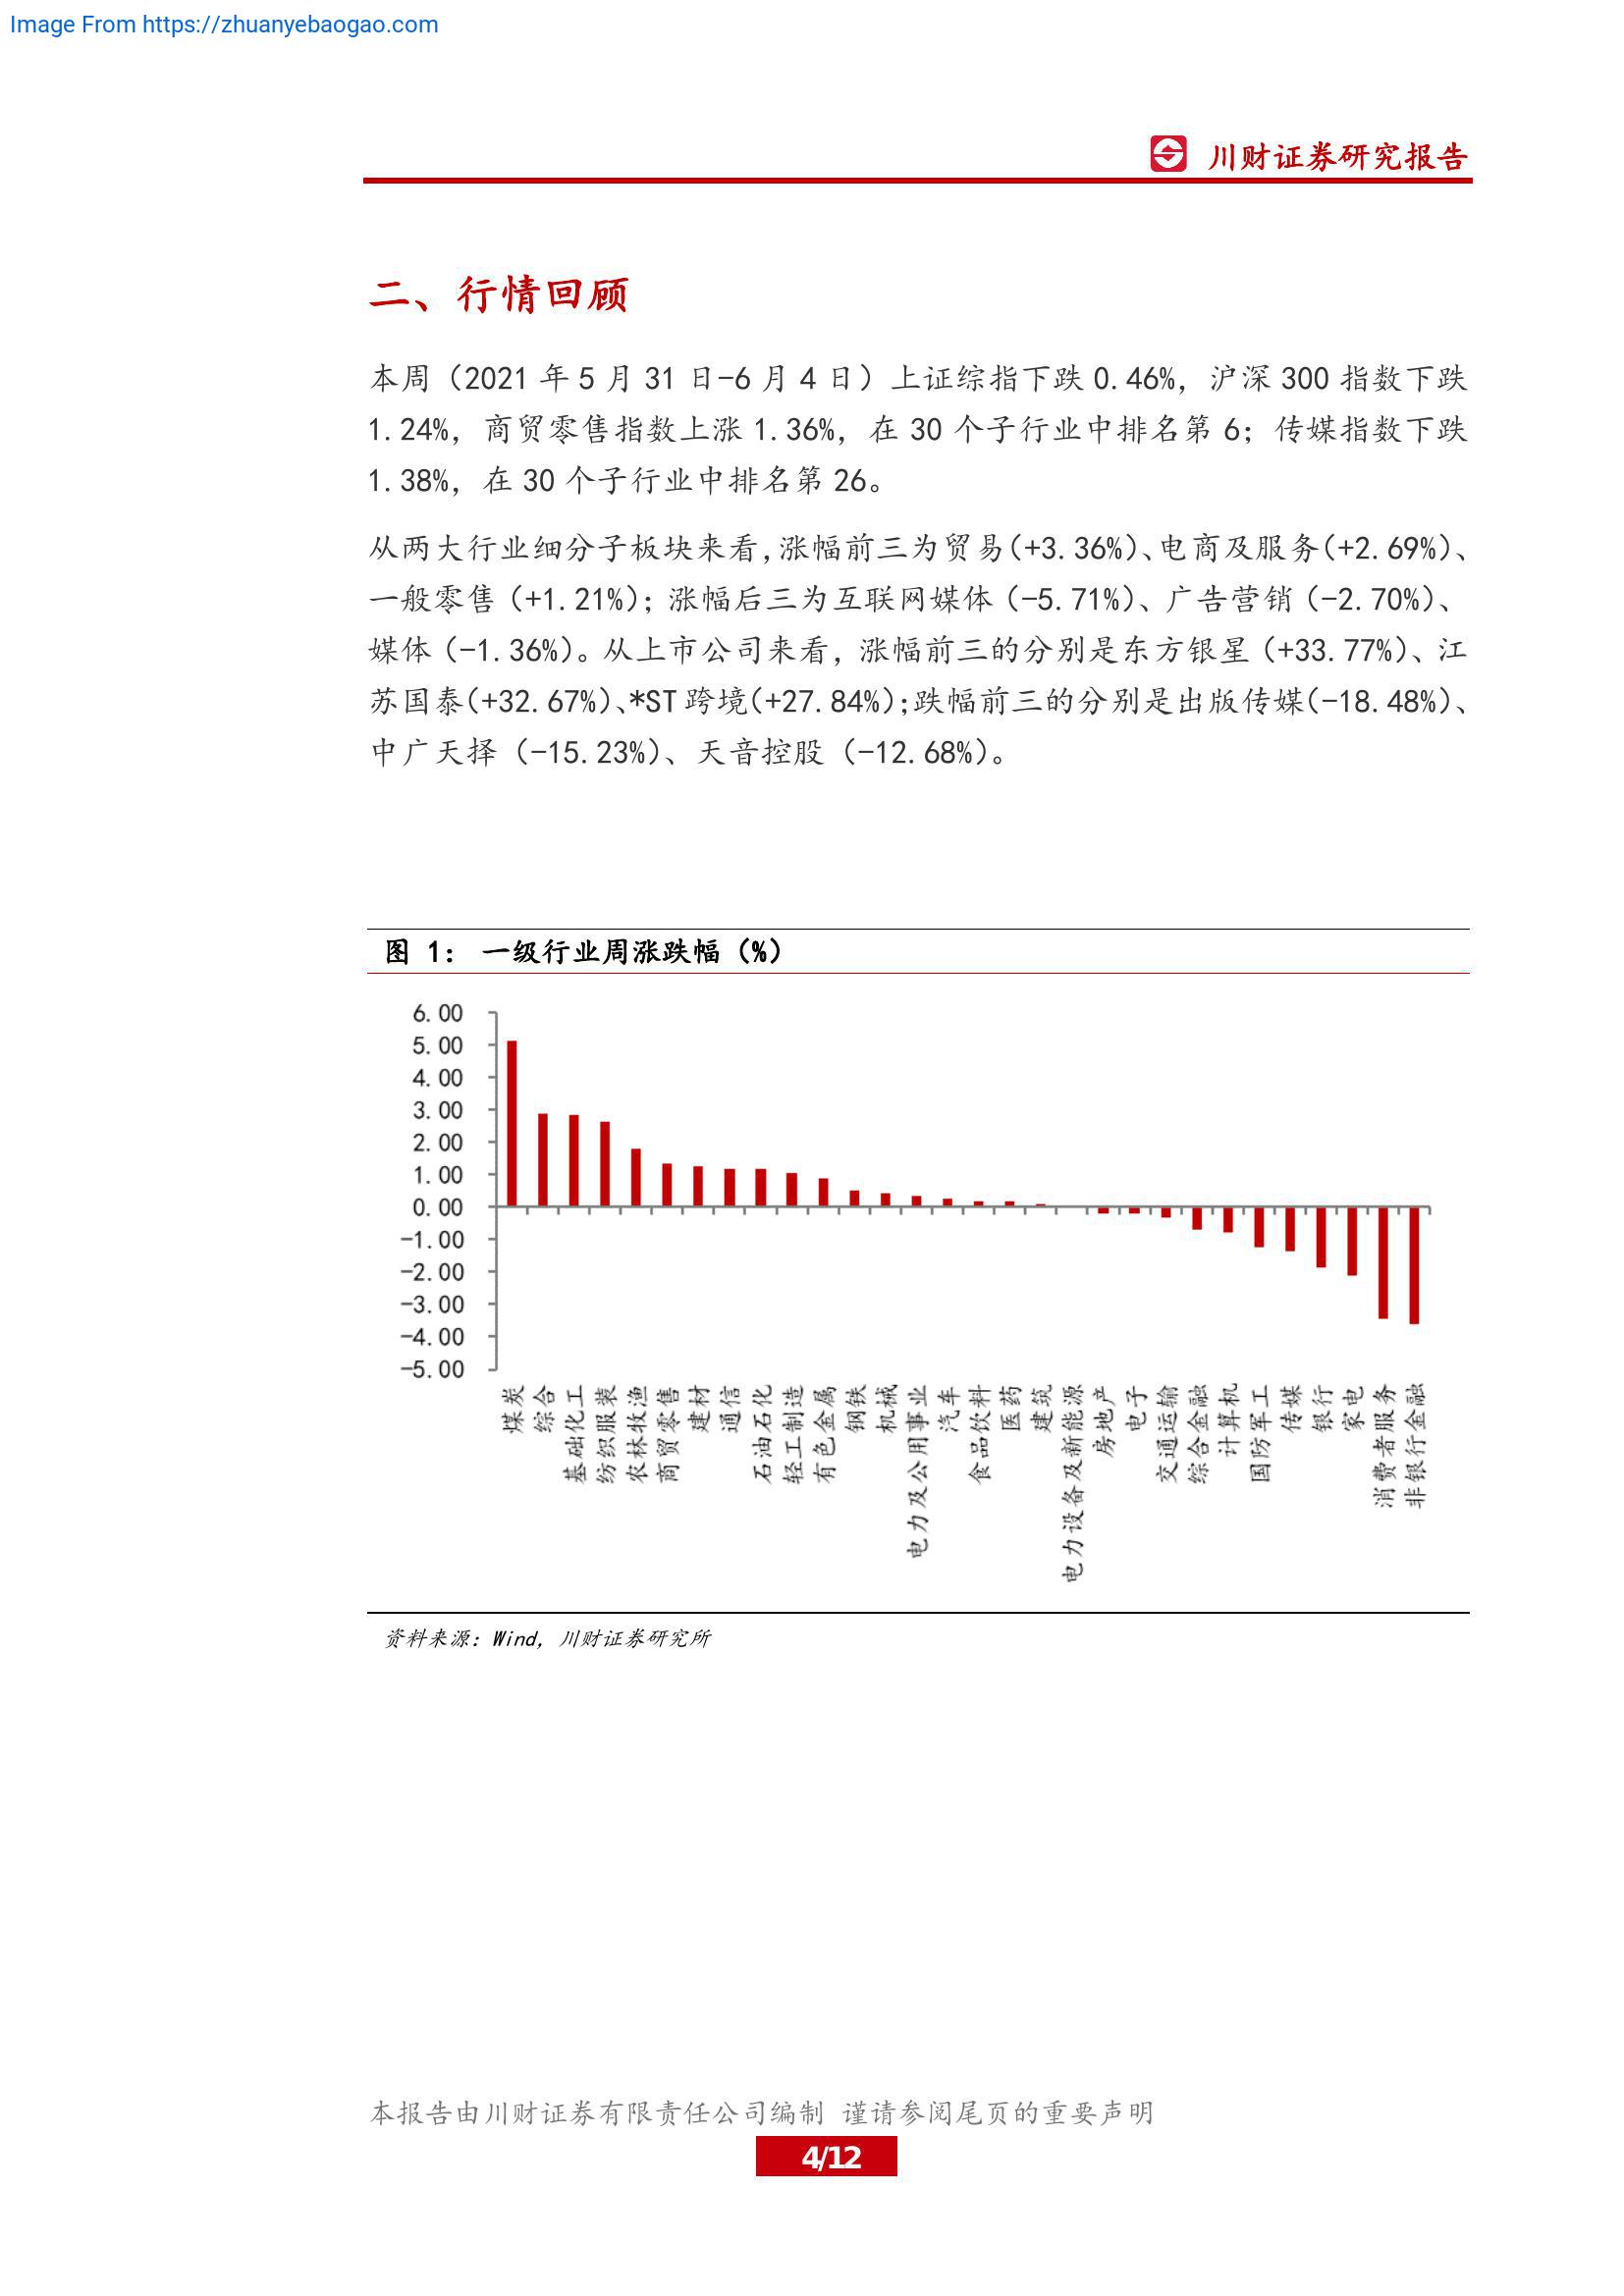 Image From https://zhuanyebaogao.com
川财证券研究报告
二、行情回顾
本周（2021 年 5 月 31 日-6 月 4 日）上证综指下跌 0.46%，沪深 300 指数下跌
1.24%，商贸零售指数上涨 1.36%，在 30 个子行业中排名第 6；传媒指数下跌
1.38%，在 30 个子行业中排名第 26。
从两大行业细分子板块来看，涨幅前三为贸易（+3.36%）、电商及服务（+2.69%）、
一般零售（+1.21%）；涨幅后三为互联网媒体（-5.71%）、广告营销（-2.70%）、
媒体（-1.36%）。从上市公司来看，涨幅前三的分别是东方银星（+33.77%）、江
苏国泰（+32.67%）、*ST 跨境（+27.84%）；跌幅前三的分别是出版传媒（-18.48%）、
中广天择（-15.23%）、天音控股（-12.68%）。
图 1： 一级行业周涨跌幅（%）
6.00
5.00
4.00
3.00
2.00
1.00
0.00
-1.00
-2.00
-3.00
-4.00
-5.00
煤炭
综合
基础化工
纺织服装
农林牧渔
商贸零售
建材
通信
石油石化
轻工制造
有色金属
钢铁
机械
电力及公用事业
汽车
食品饮料
医药
建筑
电力设备及新能源
房地产
电子
交通运输
综合金融
计算机
国防军工
传媒
银行
家电
消费者服务
非银行金融
资料来源：Wind，川财证券研究所
本报告由川财证券有限责任公司编制 谨请参阅尾页的重要声明
4/12